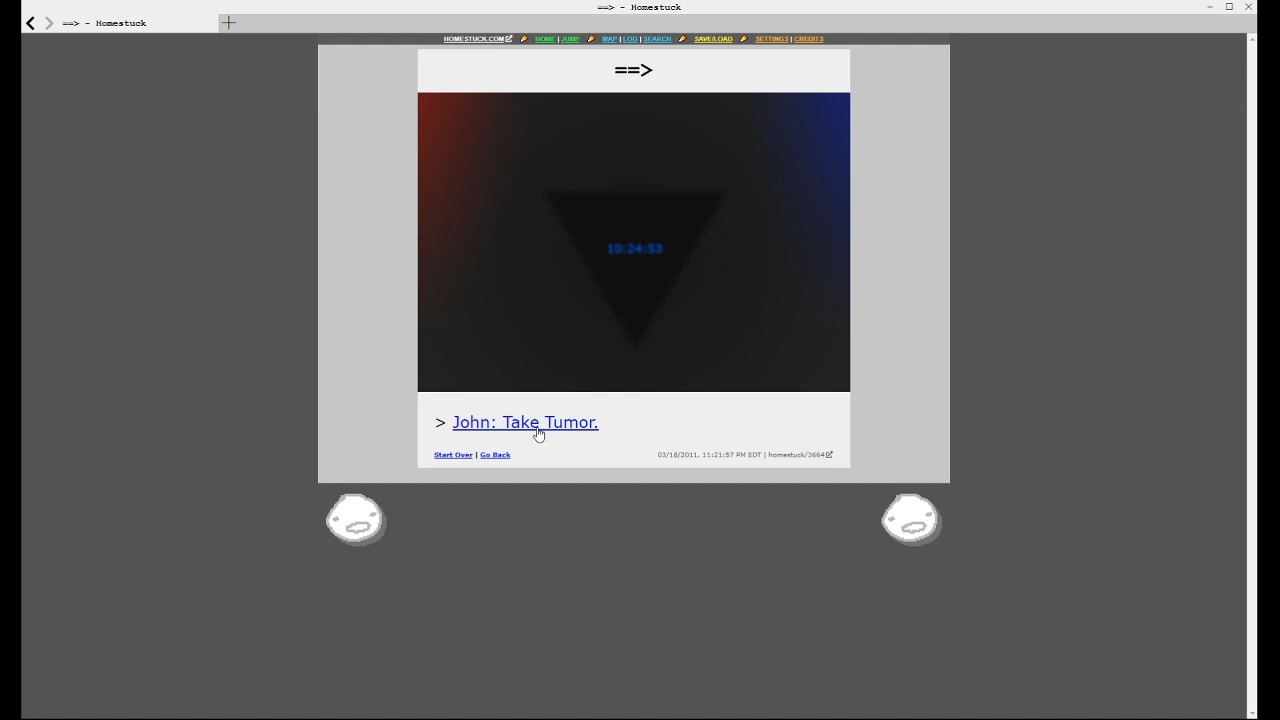 ==> - Homestuck
==> - Homestuck
HOMESTUCK.COM HOME | JUMP MAP | LOG | SEARCH SAVE/LOAD SETTINGS | CREDITS
==>
10:24:53
> John: Take Tumor.
Start Over | Go Back 03/18/2011, 11:21:57 PM EDT | homestuck/3664